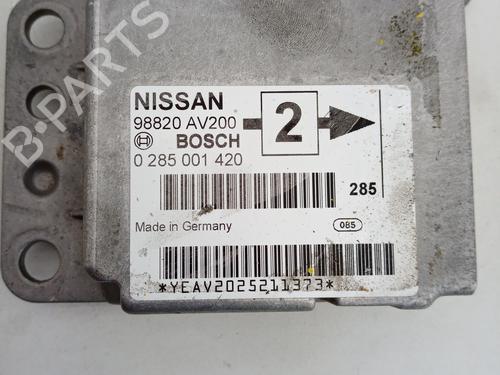 B-PARTS
NISSAN
98820 AV200
2
BOSCH
0 285 001 420
285
Made in Germany
085
*YEAV2025211373*